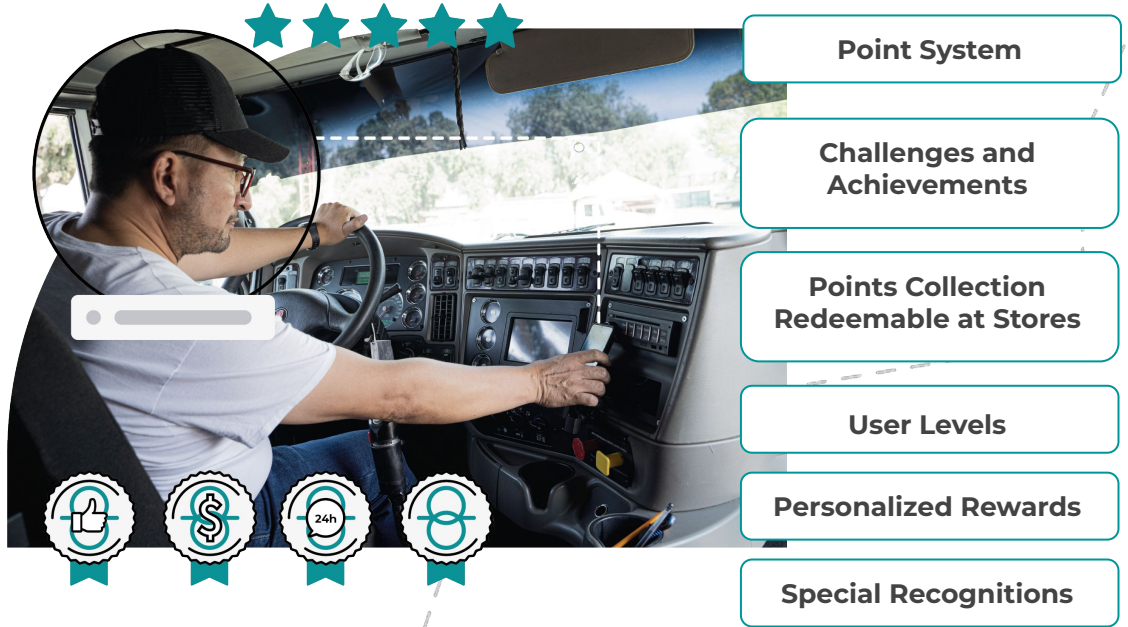 Point System
Challenges and
Achievements
Points Collection
Redeemable at Stores
User Levels
Personalized Rewards
Special Recognitions
$
24h